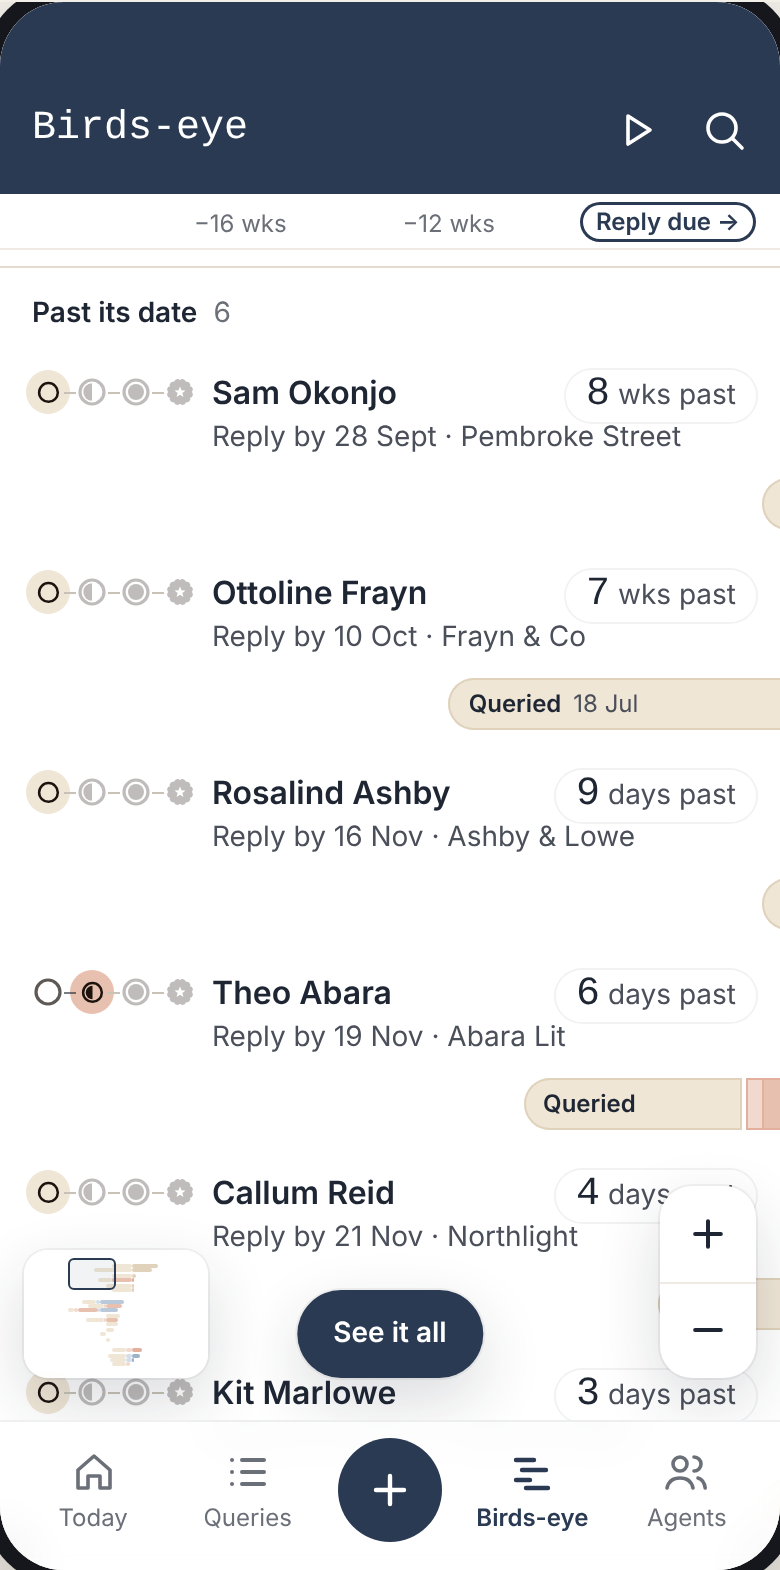 Birds-eye
−16 wks −12 wks Reply due →
Past its date 6
Sam Okonjo 8 wks past
Reply by 28 Sept · Pembroke Street
Ottoline Frayn 7 wks past
Reply by 10 Oct · Frayn & Co
Queried 18 Jul
Rosalind Ashby 9 days past
Reply by 16 Nov · Ashby & Lowe
Theo Abara 6 days past
Reply by 19 Nov · Abara Lit
Queried
Callum Reid 4 days
Reply by 21 Nov · Northlight
+
See it all
−
Kit Marlowe 3 days past
Today Queries + Birds-eye Agents